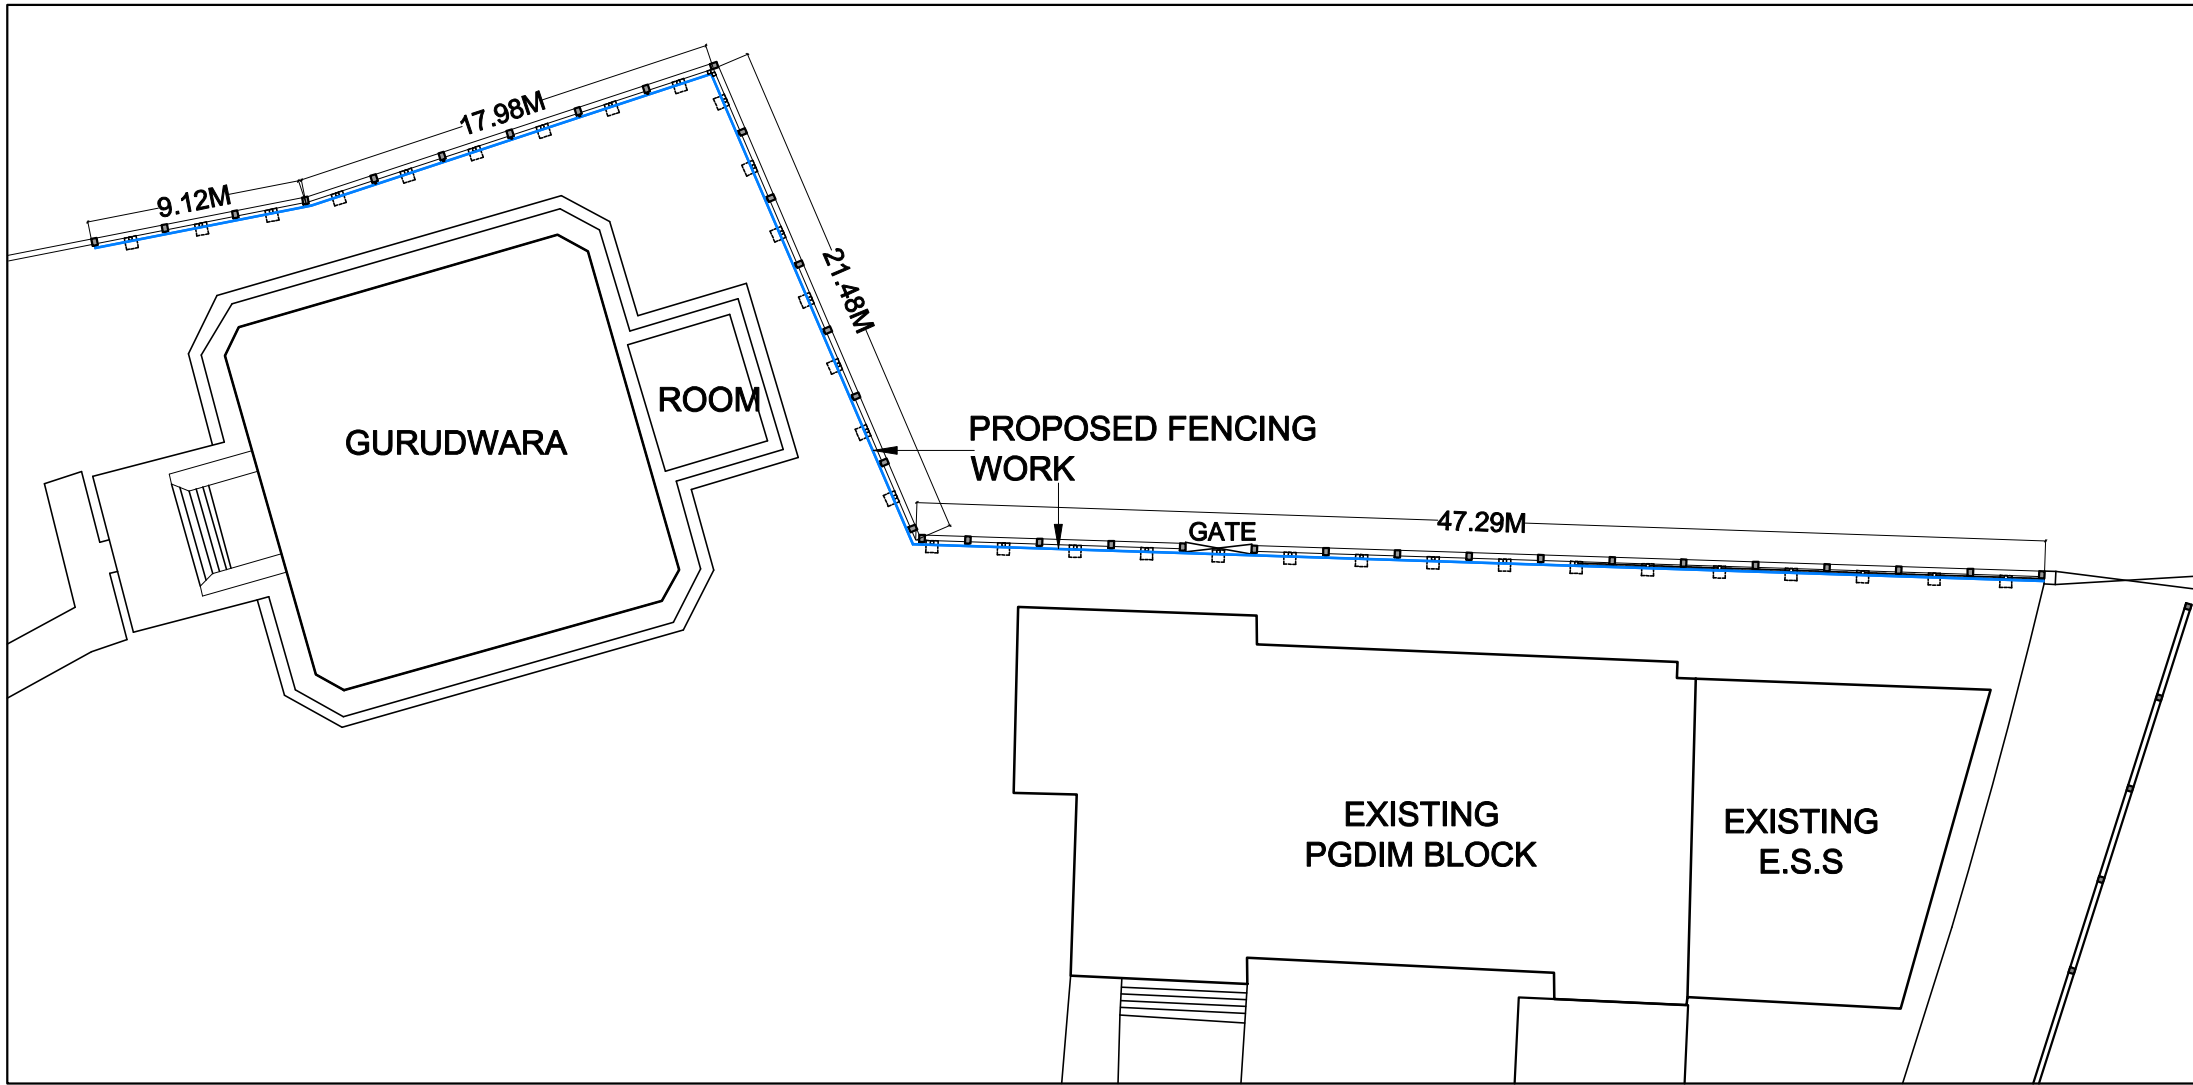 17.98M
9.12M
21.48M
ROOM
GURUDWARA
PROPOSED FENCING
WORK
GATE
47.29M
EXISTING
PGDIM BLOCK
EXISTING
E.S.S